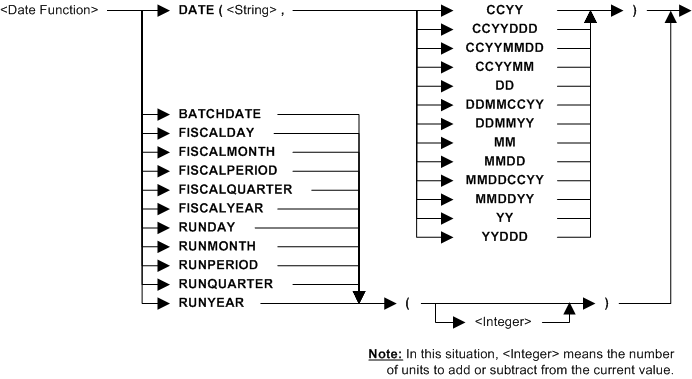 <Date Function> DATE ( <String> , CCYY )
CCYYDDD
CCYYMMDD
CCYYMM
DD
DDMMCCYY
DDMMYY
MM
MMDD
MMDDCCYY
MMDDYY
YY
YYDDD
BATCHDATE
FISCALDAY
FISCALMONTH
FISCALPERIOD
FISCALQUARTER
FISCALYEAR
RUNDAY
RUNMONTH
RUNPERIOD
RUNQUARTER
RUNYEAR ( )
<Integer>
Note: In this situation, <Integer> means the number
of units to add or subtract from the current value.